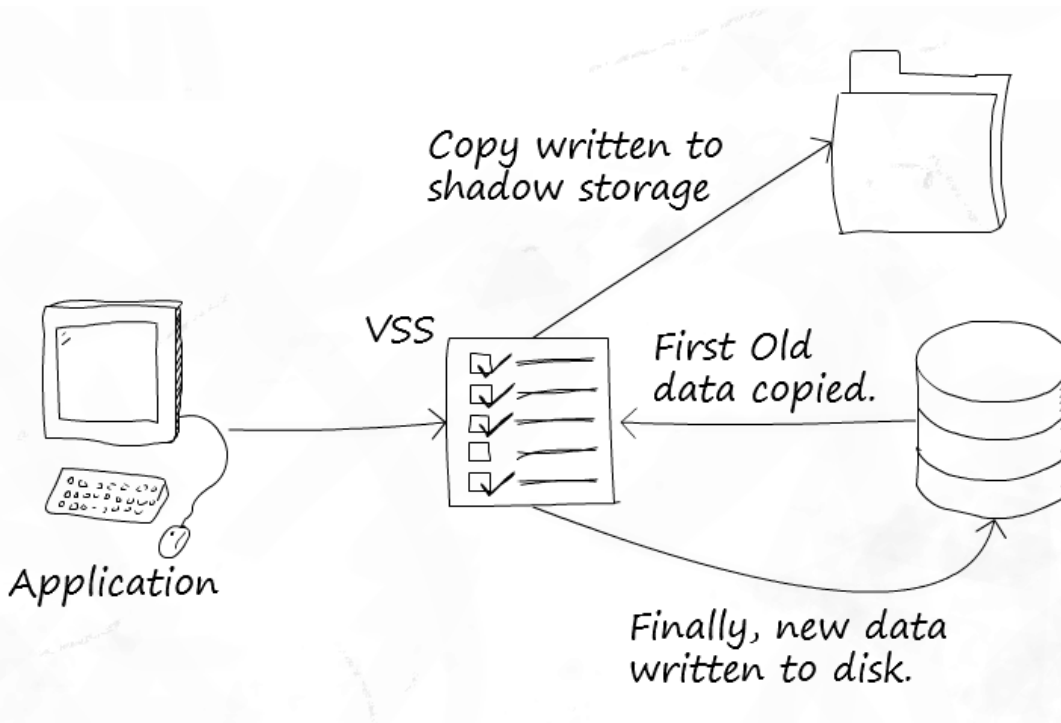 Copy written to
shadow storage
VSS
First Old
data copied.
Application
Finally, new data
written to disk.